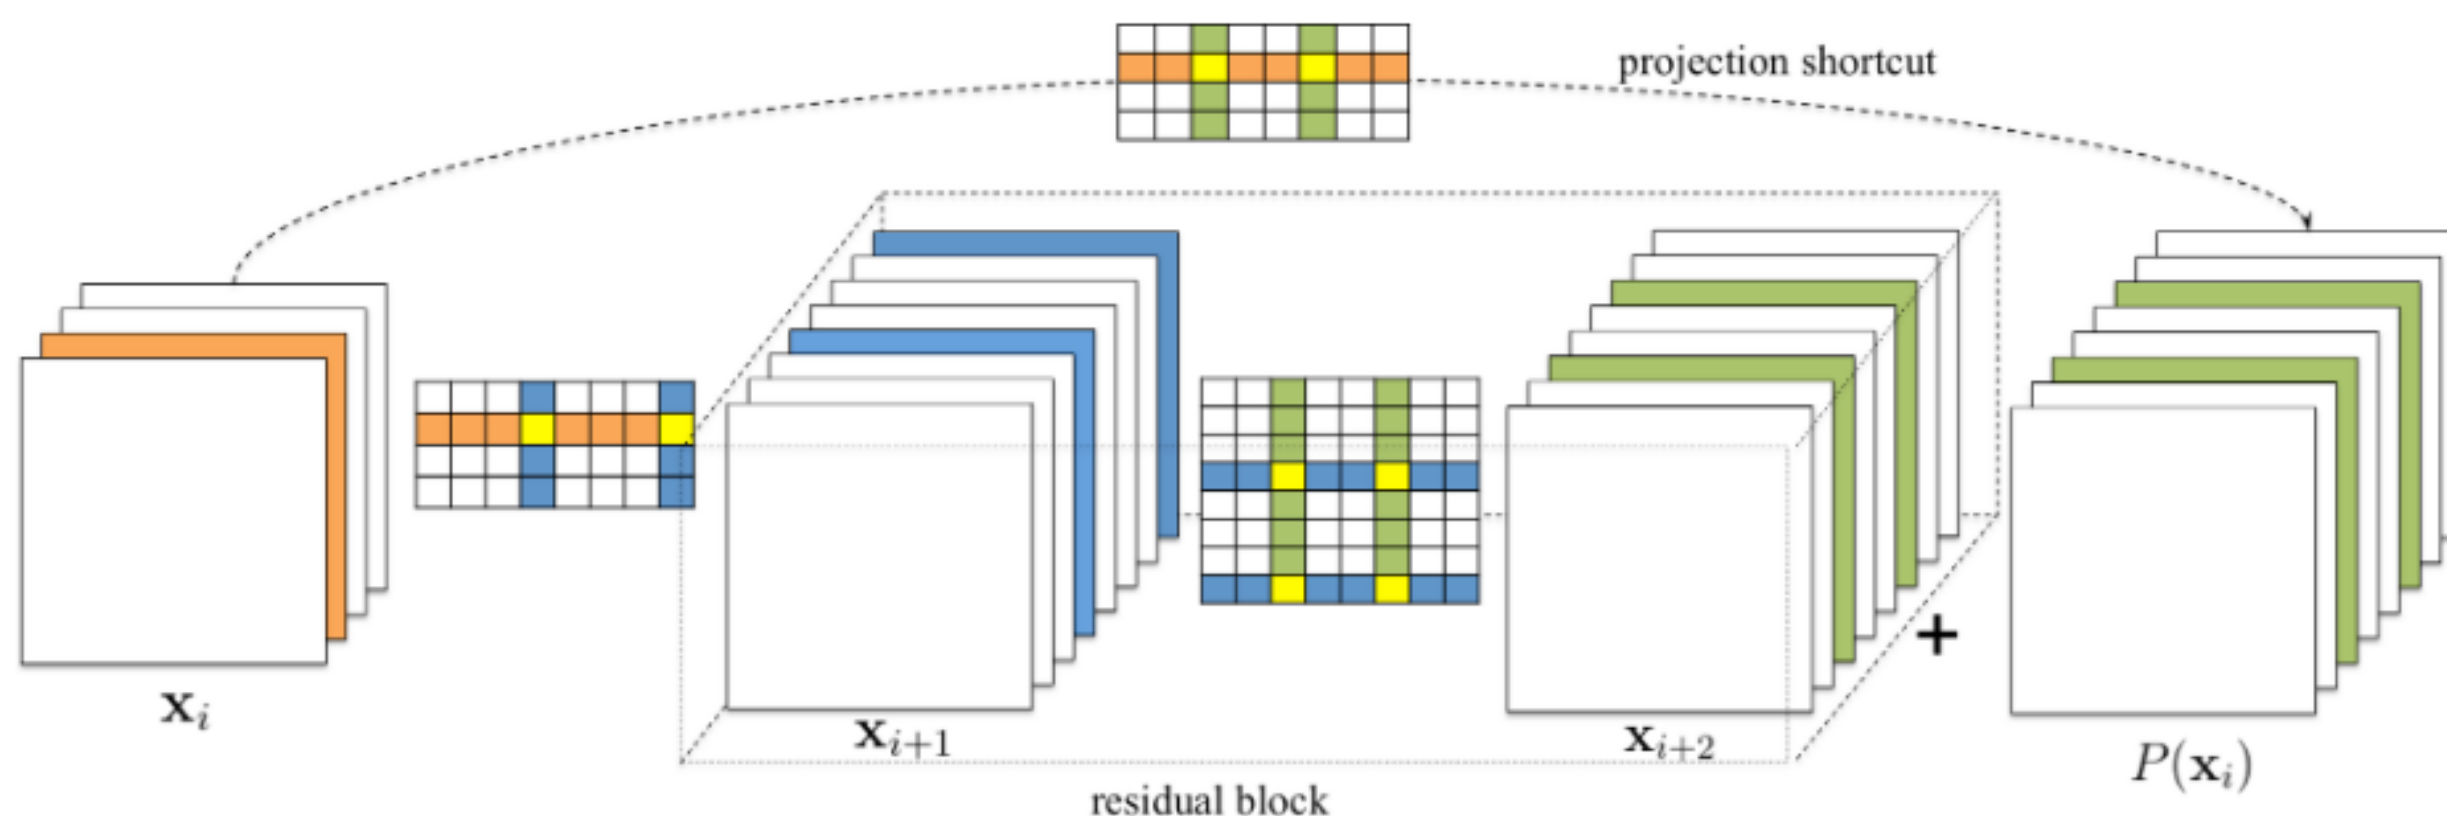 projection shortcut
x_i
x_{i+1}
x_{i+2}
+
P(x_i)
residual block